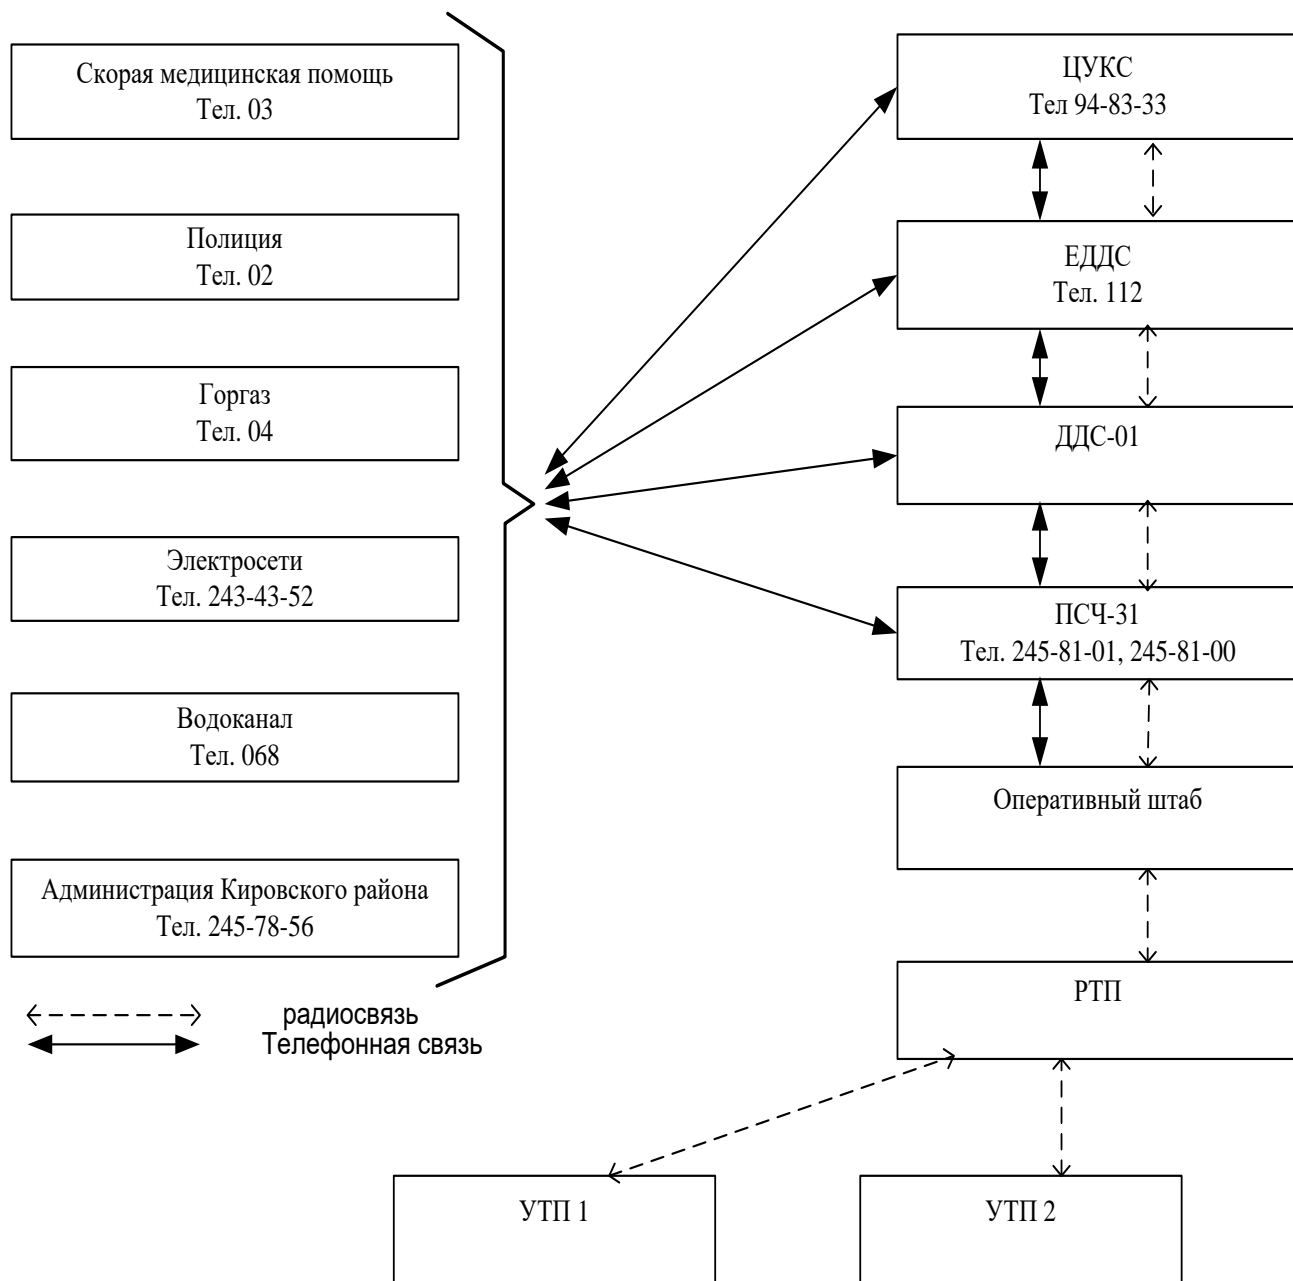 Скорая медицинская помощь
Тел. 03
Полиция
Тел. 02
Горгаз
Тел. 04
Электросети
Тел. 243-43-52
Водоканал
Тел. 068
Администрация Кировского района
Тел. 245-78-56
радиосвязь
Телефонная связь
ЦУКС
Тел 94-83-33
ЕДДС
Тел. 112
ДДС-01
ПСЧ-31
Тел. 245-81-01, 245-81-00
Оперативный штаб
РТП
УТП 1
УТП 2